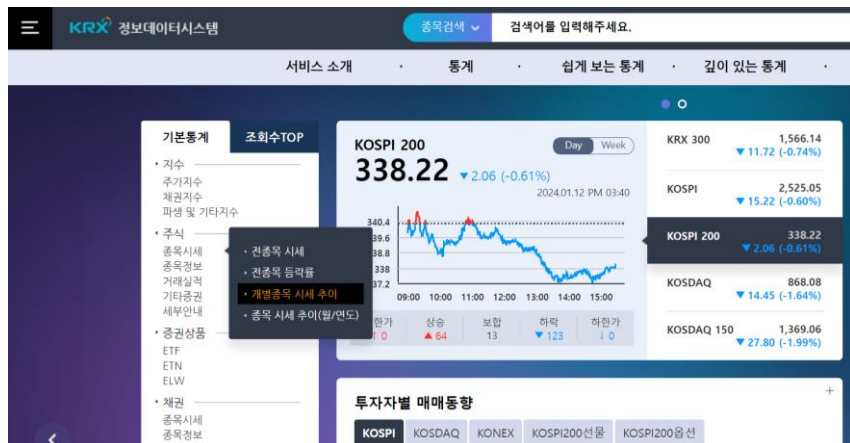 KRX 정보데이터시스템
종목검색
검색어를 입력해주세요.
서비스 소개 · 통계 · 쉽게 보는 통계 · 깊이 있는 통계 ·
기본통계 조회수TOP
• 지수
주가지수
채권지수
파생 및 기타지수
• 주식
종목시세
종목정보
거래실적
기타증권
세부안내
• 증권상품
ETF
ETN
ELW
• 채권
종목시세
종목정보
• 전종목 시세
• 전종목 등락률
• 개별종목 시세 추이
• 종목 시세 추이(월/연도)
KOSPI 200
Day Week
338.22 ▼2.06 (-0.61%)
2024.01.12 PM 03:40
340.4
39.6
38.8
338
37.2
09:00 10:00 11:00 12:00 13:00 14:00 15:00
한가 상승 보합 하락 하한가
↑ 0 ▲ 64 13 ▼ 123 ↓ 0
KRX 300 1,566.14
▼ 11.72 (-0.74%)
KOSPI 2,525.05
▼ 15.22 (-0.60%)
KOSPI 200 338.22
▼ 2.06 (-0.61%)
KOSDAQ 868.08
▼ 14.45 (-1.64%)
KOSDAQ 150 1,369.06
▼ 27.80 (-1.99%)
투자자별 매매동향 +
KOSPI KOSDAQ KONEX KOSPI200선물 KOSPI200옵션